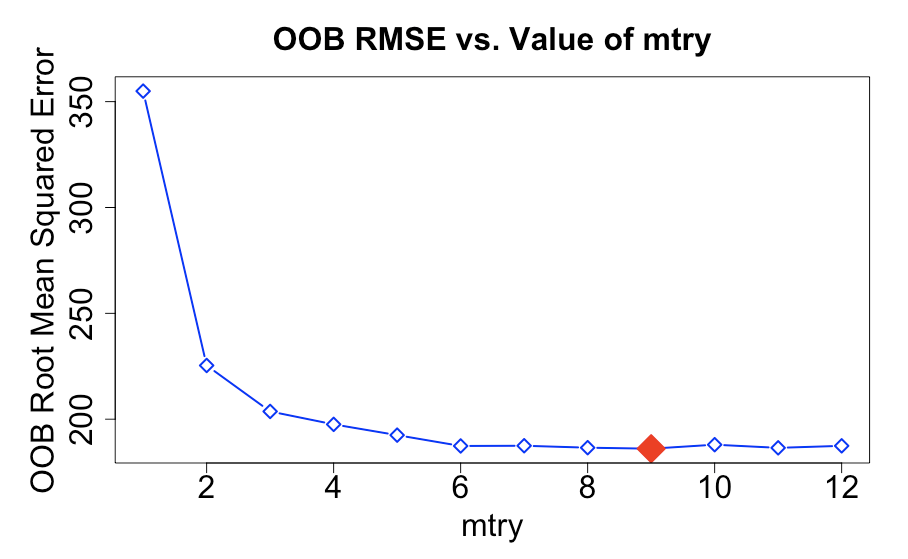 OOB RMSE vs. Value of mtry
OOB Root Mean Squared Error
350
300
250
200
2 4 6 8 10 12
mtry